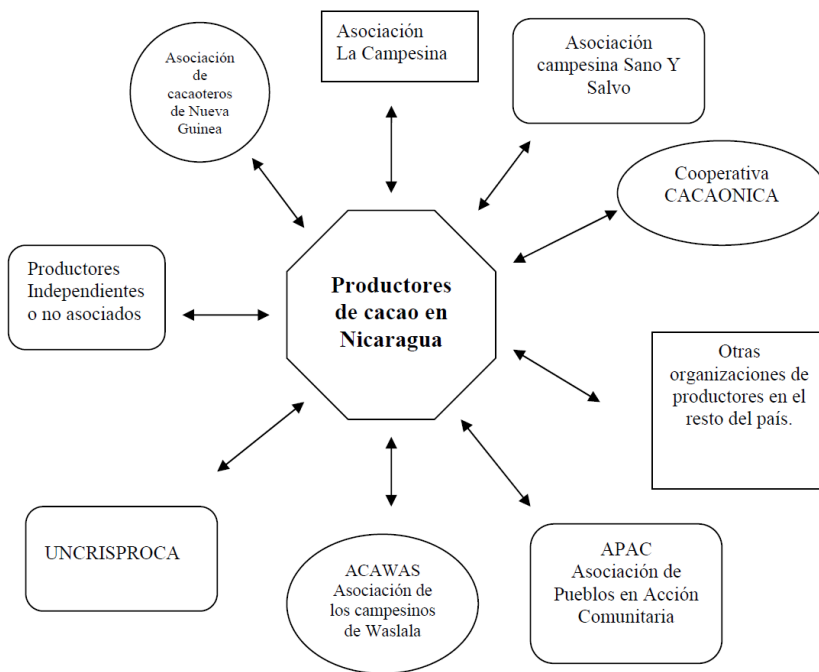 Asociación
La Campesina
Asociación
campesina Sano Y
Salvo
Asociación
de
cacaoteros
de Nueva
Guinea
Cooperativa
CACAONICA
Productores
Independientes
o no asociados
Productores
de cacao en
Nicaragua
Otras
organizaciones de
productores en el
resto del país.
UNCRISPROCA
ACAWAS
Asociación de
los campesinos
de Waslala
APAC
Asociación de
Pueblos en Acción
Comunitaria